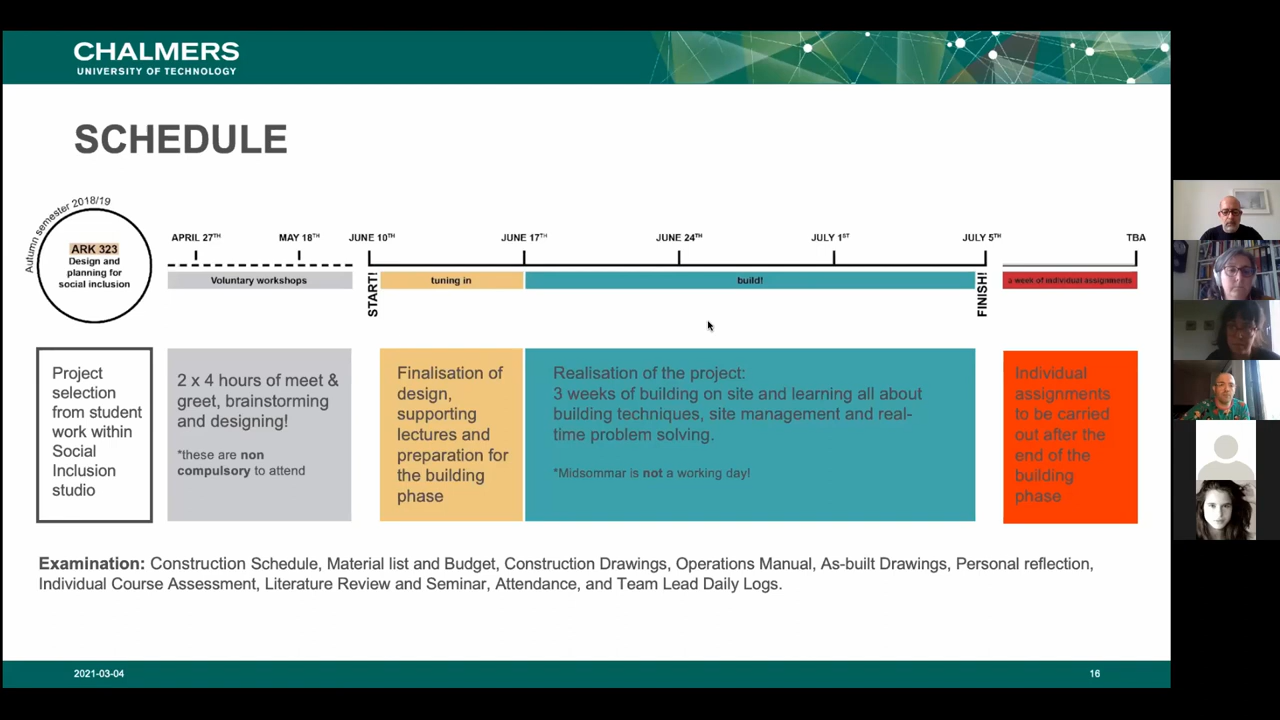 CHALMERS
UNIVERSITY OF TECHNOLOGY
SCHEDULE
Autumn semester 2018/19
ARK 323
Design and
planning for
social inclusion
APRIL 27TH
MAY 18TH
JUNE 10TH
JUNE 17TH
JUNE 24TH
JULY 1ST
JULY 5TH
TBA
Voluntary workshops
START!
tuning in
build!
FINISH!
a week of individual assignments
Project
selection
from student
work within
Social
Inclusion
studio
2 x 4 hours of meet &
greet, brainstorming
and designing!
*these are non
compulsory to attend
Finalisation of
design,
supporting
lectures and
preparation for
the building
phase
Realisation of the project:
3 weeks of building on site and learning all about
building techniques, site management and real-
time problem solving.
*Midsommar is not a working day!
Individual
assignments
to be carried
out after the
end of the
building
phase
Examination: Construction Schedule, Material list and Budget, Construction Drawings, Operations Manual, As-built Drawings, Personal reflection,
Individual Course Assessment, Literature Review and Seminar, Attendance, and Team Lead Daily Logs.
2021-03-04
16